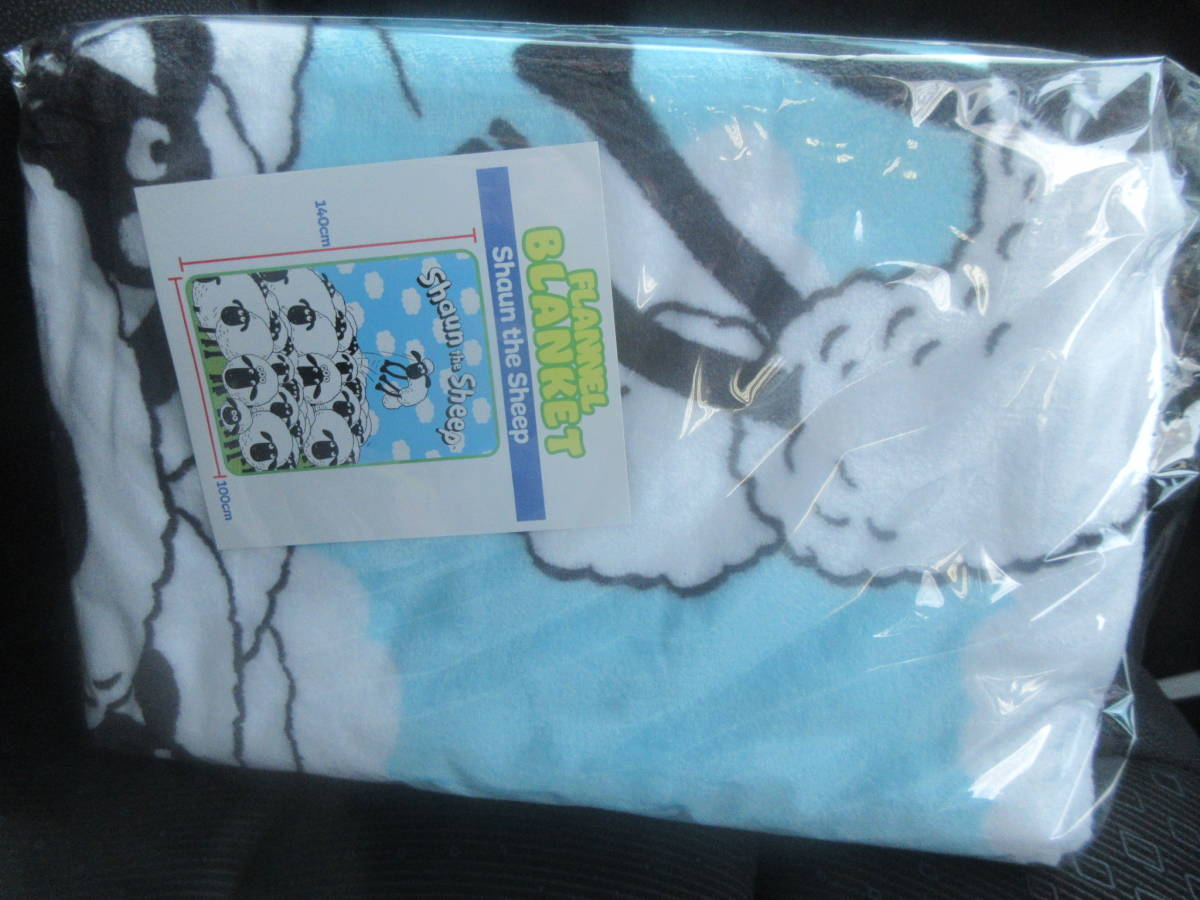 FLANNEL
BLANKET
Shaun the Sheep
140cm
Shaun the Sheep
100cm